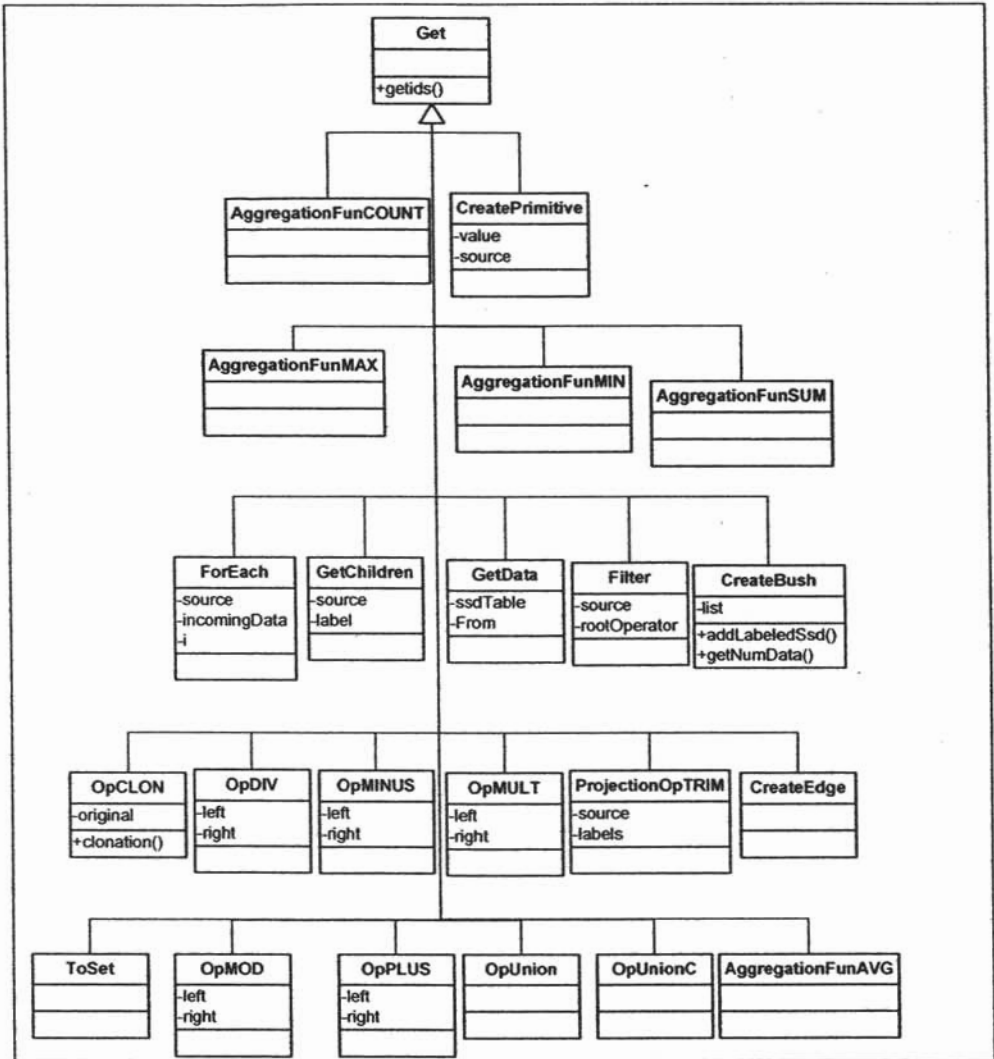 Get
+getids()
AggregationFunCOUNT
CreatePrimitive
-value
-source
AggregationFunMAX
AggregationFunMIN
AggregationFunSUM
ForEach
-source
-incomingData
-i
GetChildren
-source
-label
GetData
-ssdTable
-From
Filter
-source
-rootOperator
CreateBush
-list
+addLabeledSsd()
+getNumData()
OpCLON
-original
+clonation()
OpDIV
-left
-right
OpMINUS
-left
-right
OpMULT
-left
-right
ProjectionOpTRIM
-source
-labels
CreateEdge
ToSet
OpMOD
-left
-right
OpPLUS
-left
-right
OpUnion
OpUnionC
AggregationFunAVG